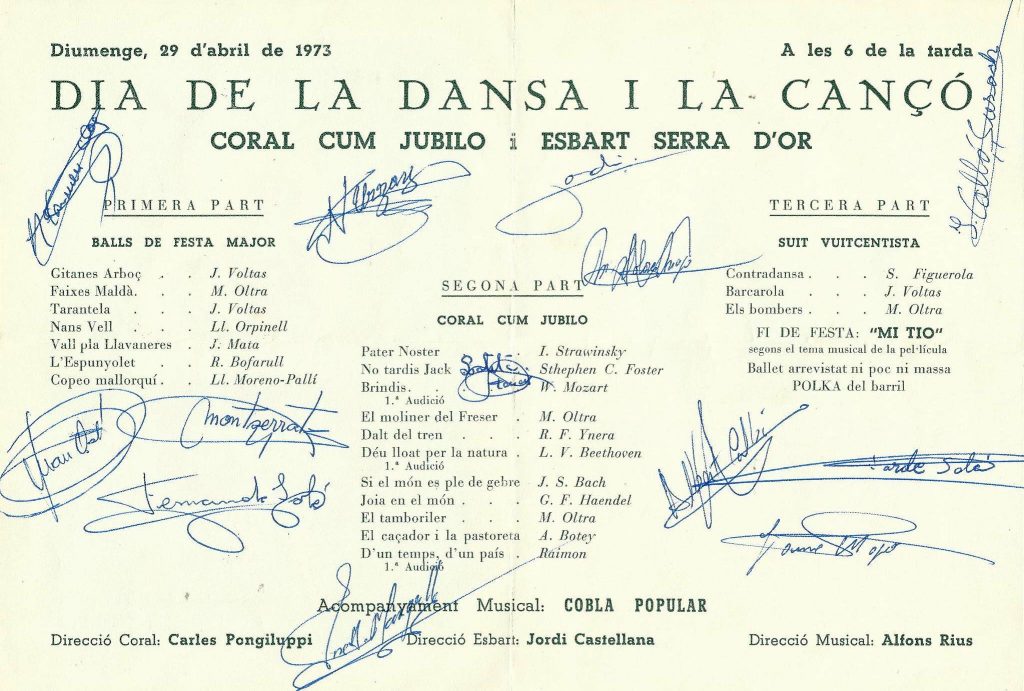 Diumenge, 29 d'abril de 1973 A les 6 de la tarda
DIA DE LA DANSA I LA CANÇÓ
CORAL CUM JUBILO i ESBART SERRA D'OR
PRIMERA PART
BALLS DE FESTA MAJOR
Gitanes Arboç . . J. Voltas
Faixes Maldà. . . M. Oltra
Tarantela . . . J. Voltas
Nans Vell . . . Ll. Orpinell
Vall pla Llavaneres . J. Maia
L'Espunyolet . . R. Bofarull
Copeo mallorquí. . Ll. Moreno-Pallí
SEGONA PART
CORAL CUM JUBILO
Pater Noster . I. Strawinsky
No tardis Jack . Sthephen C. Foster
Brindis. . . . W. Mozart
1.ª Audició
El moliner del Freser . M. Oltra
Dalt del tren . . . R. F. Ynera
Déu lloat per la natura . L. V. Beethoven
1.ª Audició
Si el món es ple de gebre J. S. Bach
Joia en el món . . . G. F. Haendel
El tamboriler . . . M. Oltra
El caçador i la pastoreta A. Botey
D'un temps, d'un país . Raimon
1.ª Audició
TERCERA PART
SUIT VUITCENTISTA
Contradansa . . . S. Figuerola
Barcarola . . . J. Voltas
Els bombers . . . M. Oltra
FI DE FESTA: "MI TIO"
segons el tema musical de la pel·lícula
Ballet arrevistat ni poc ni massa
POLKA del barril
Jordi
montserrat
Fernando Solá
Acompanyament Musical: COBLA POPULAR
Direcció Coral: Carles Pongiluppi Direcció Esbart: Jordi Castellana Direcció Musical: Alfons Rius